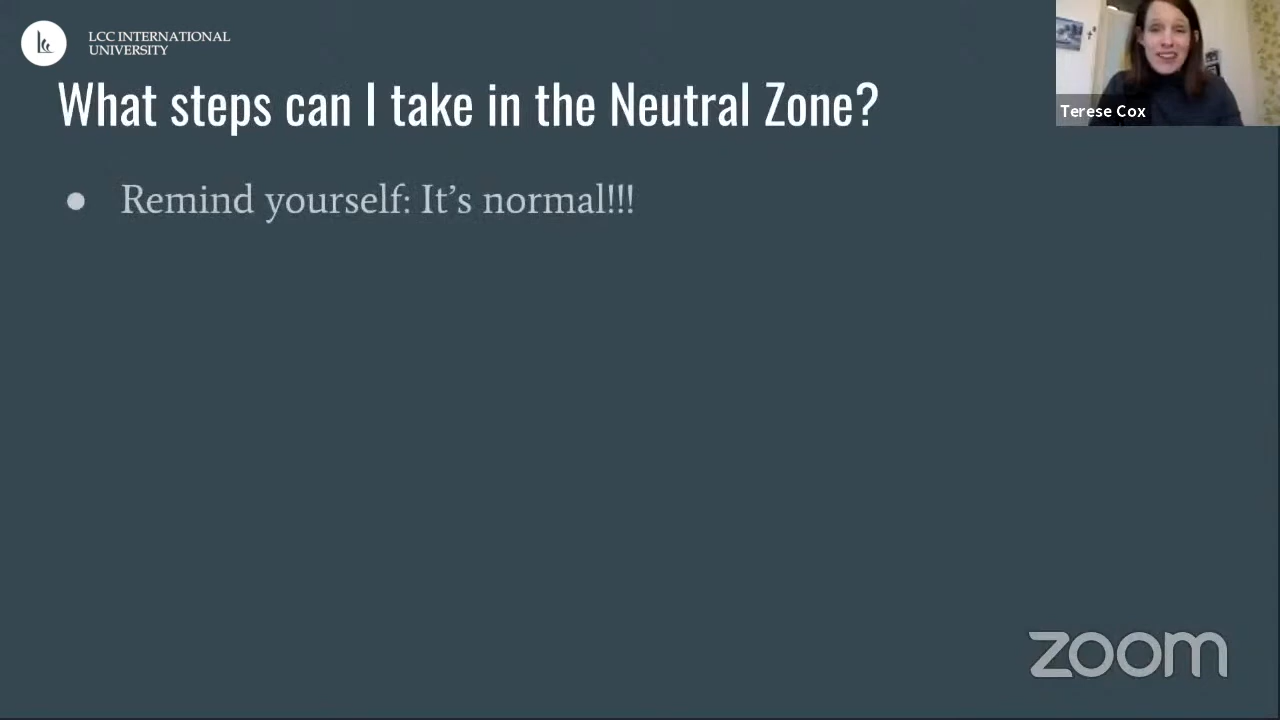 LCC INTERNATIONAL
UNIVERSITY
What steps can I take in the Neutral Zone?
Terese Cox
● Remind yourself: It's normal!!!
zoom